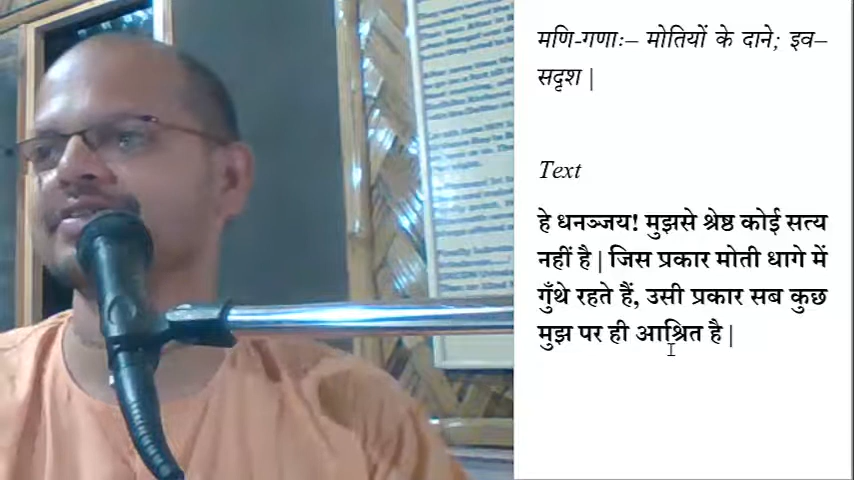 मणि-गणाः– मोतियों के दाने; इव–
सदृश |
Text
हे धनञ्जय! मुझसे श्रेष्ठ कोई सत्य
नहीं है | जिस प्रकार मोती धागे में
गुँथे रहते हैं, उसी प्रकार सब कुछ
मुझ पर ही आश्रित है |